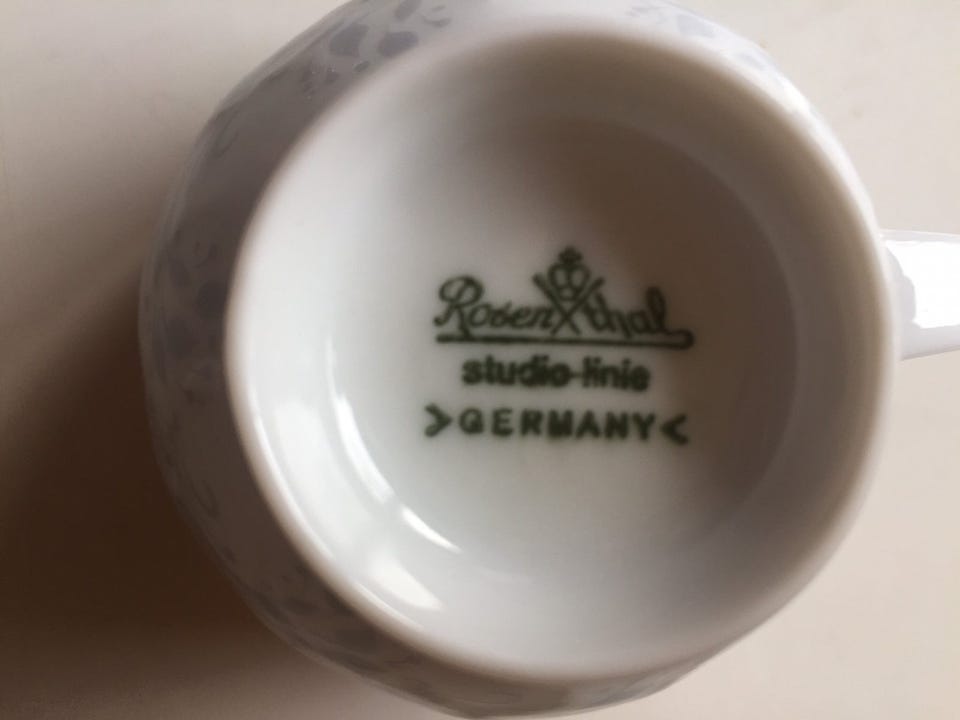 Rosenthal
studio-linie
>GERMANY<